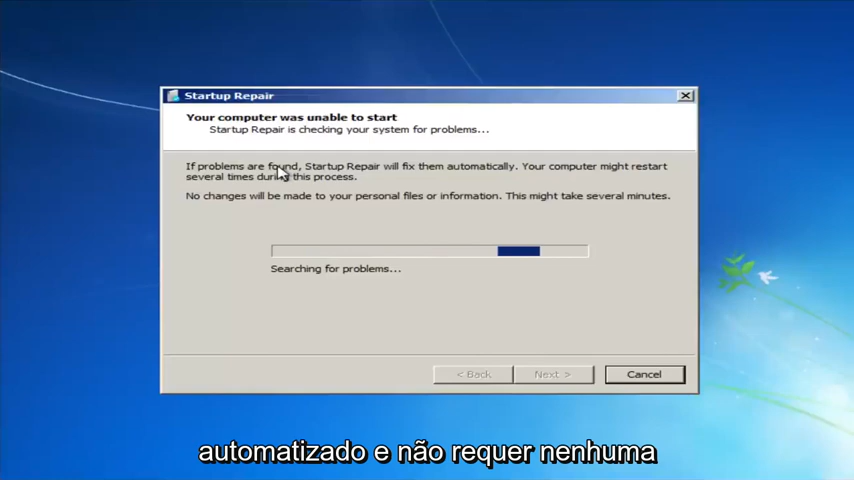 Startup Repair
Your computer was unable to start
Startup Repair is checking your system for problems...
If problems are found, Startup Repair will fix them automatically. Your computer might restart
several times during this process.
No changes will be made to your personal files or information. This might take several minutes.
Searching for problems...
< Back
Next >
Cancel
automatizado e não requer nenhuma